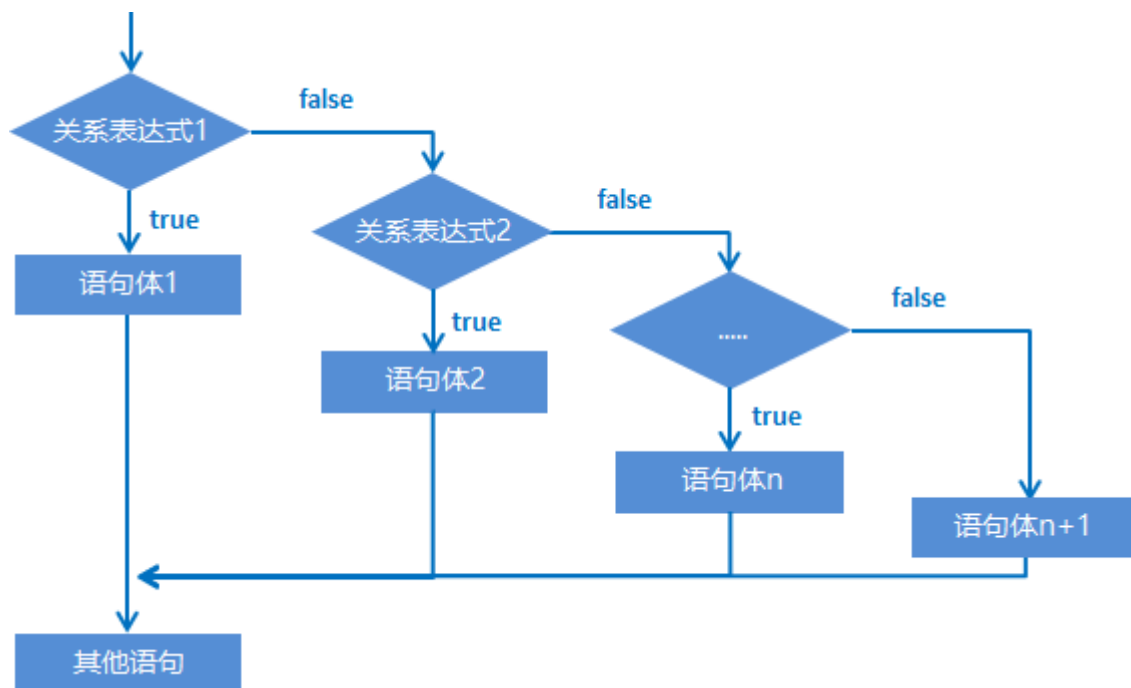 false
关系表达式1
false
true
关系表达式2
语句体1
false
true
.....
语句体2
true
语句体n
语句体n+1
其他语句